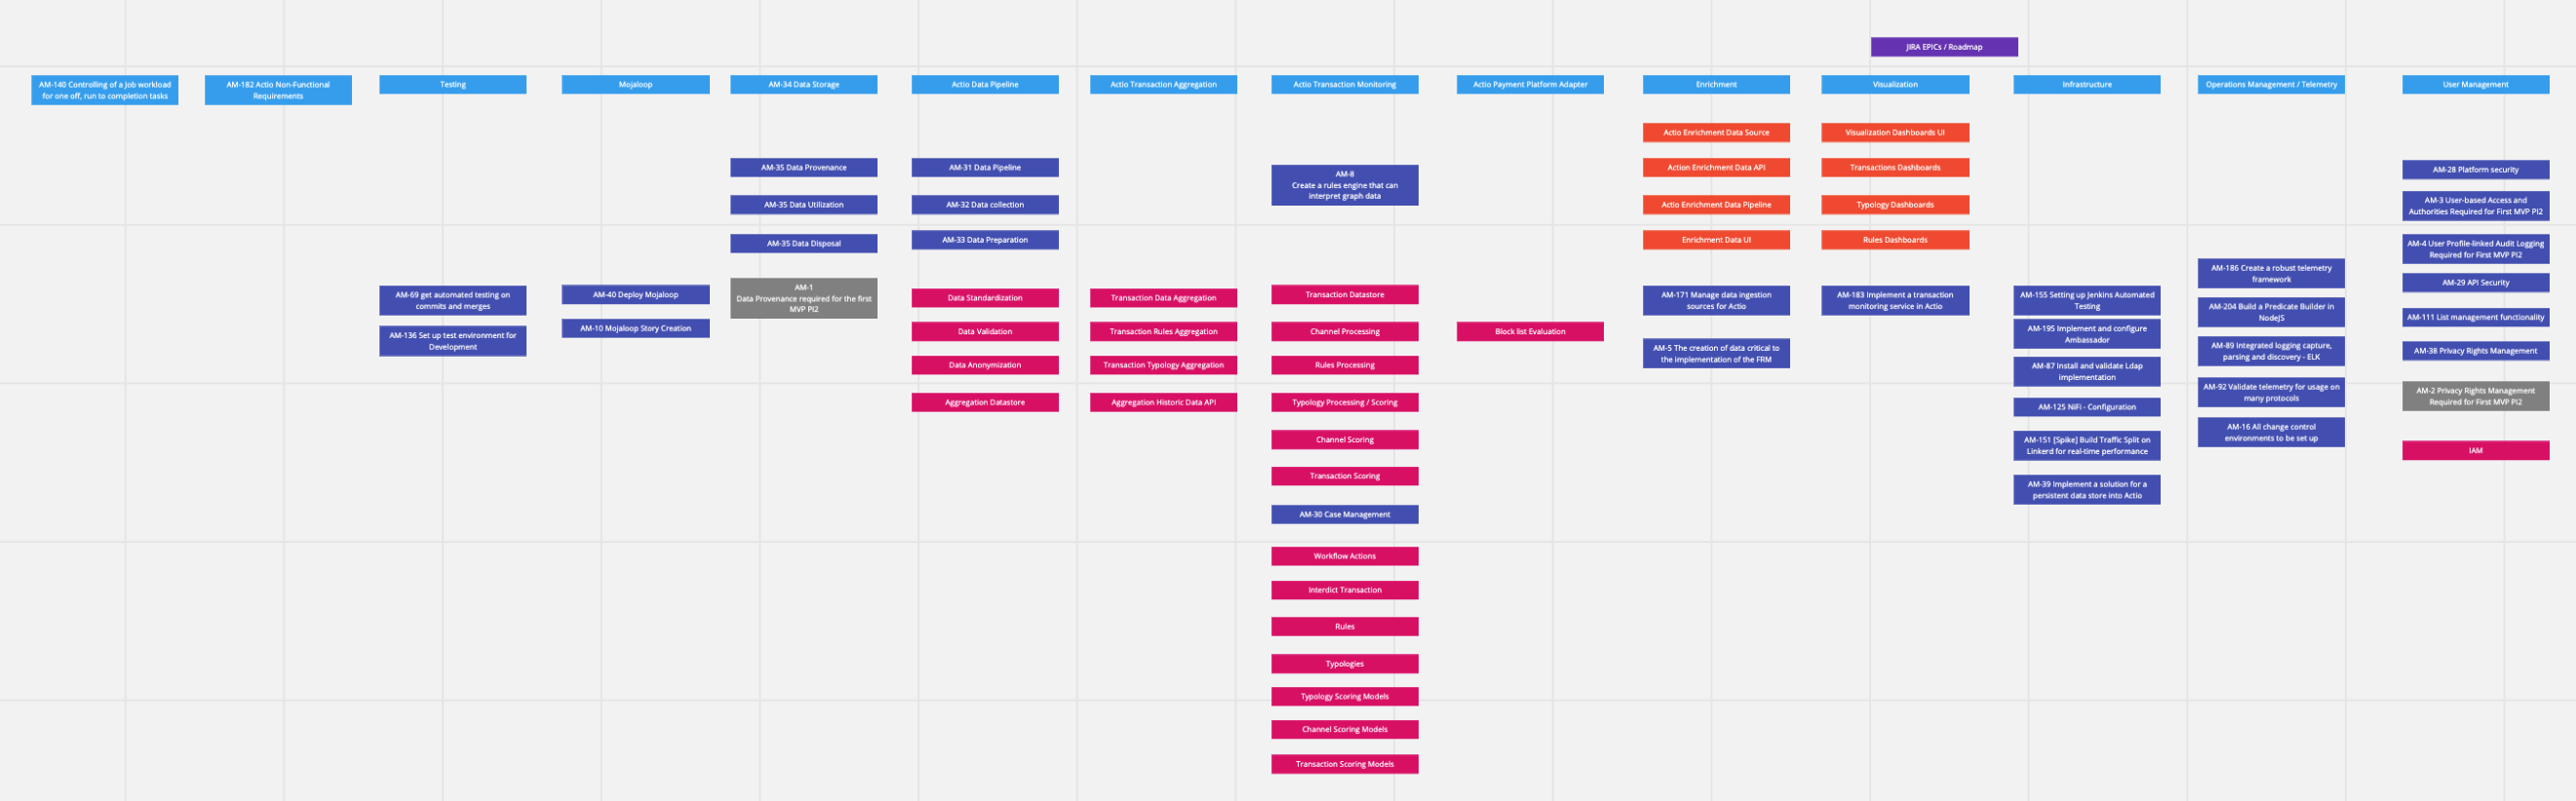 JIRA EPICs / Roadmap
AM-140 Controlling of a Job workload
for one off, run to completion tasks
AM-182 Actio Non-Functional
Requirements
Testing
AM-69 get automated testing on
commits and merges
AM-136 Set up test environment for
Development
Mojaloop
AM-40 Deploy Mojaloop
AM-10 Mojaloop Story Creation
AM-34 Data Storage
AM-35 Data Provenance
AM-35 Data Utilization
AM-35 Data Disposal
AM-1
Data Provenance required for the first
MVP PI2
Actio Data Pipeline
AM-31 Data Pipeline
AM-32 Data collection
AM-33 Data Preparation
Data Standardization
Data Validation
Data Anonymization
Aggregation Datastore
Actio Transaction Aggregation
Transaction Data Aggregation
Transaction Rules Aggregation
Transaction Typology Aggregation
Aggregation Historic Data API
Actio Transaction Monitoring
AM-8
Create a rules engine that can
interpret graph data
Transaction Datastore
Channel Processing
Rules Processing
Typology Processing / Scoring
Channel Scoring
Transaction Scoring
AM-30 Case Management
Workflow Actions
Interdict Transaction
Rules
Typologies
Typology Scoring Models
Channel Scoring Models
Transaction Scoring Models
Actio Payment Platform Adapter
Block list Evaluation
Enrichment
Actio Enrichment Data Source
Action Enrichment Data API
Actio Enrichment Data Pipeline
Enrichment Data UI
AM-171 Manage data ingestion
sources for Actio
AM-5 The creation of data critical to
the implementation of the FRM
Visualization
Visualization Dashboards UI
Transactions Dashboards
Typology Dashboards
Rules Dashboards
AM-183 Implement a transaction
monitoring service in Actio
Infrastructure
AM-155 Setting up Jenkins Automated
Testing
AM-195 Implement and configure
Ambassador
AM-87 Install and validate Ldap
implementation
AM-125 NiFi - Configuration
AM-151 [Spike] Build Traffic Split on
Linkerd for real-time performance
AM-39 Implement a solution for a
persistent data store into Actio
Operations Management / Telemetry
AM-186 Create a robust telemetry
framework
AM-204 Build a Predicate Builder in
NodeJS
AM-89 Integrated logging capture,
parsing and discovery - ELK
AM-92 Validate telemetry for usage on
many protocols
AM-16 All change control
environments to be set up
User Management
AM-28 Platform security
AM-3 User-based Access and
Authorities Required for First MVP PI2
AM-4 User Profile-linked Audit Logging
Required for First MVP PI2
AM-29 API Security
AM-111 List management functionality
AM-38 Privacy Rights Management
AM-2 Privacy Rights Management
Required for First MVP PI2
IAM